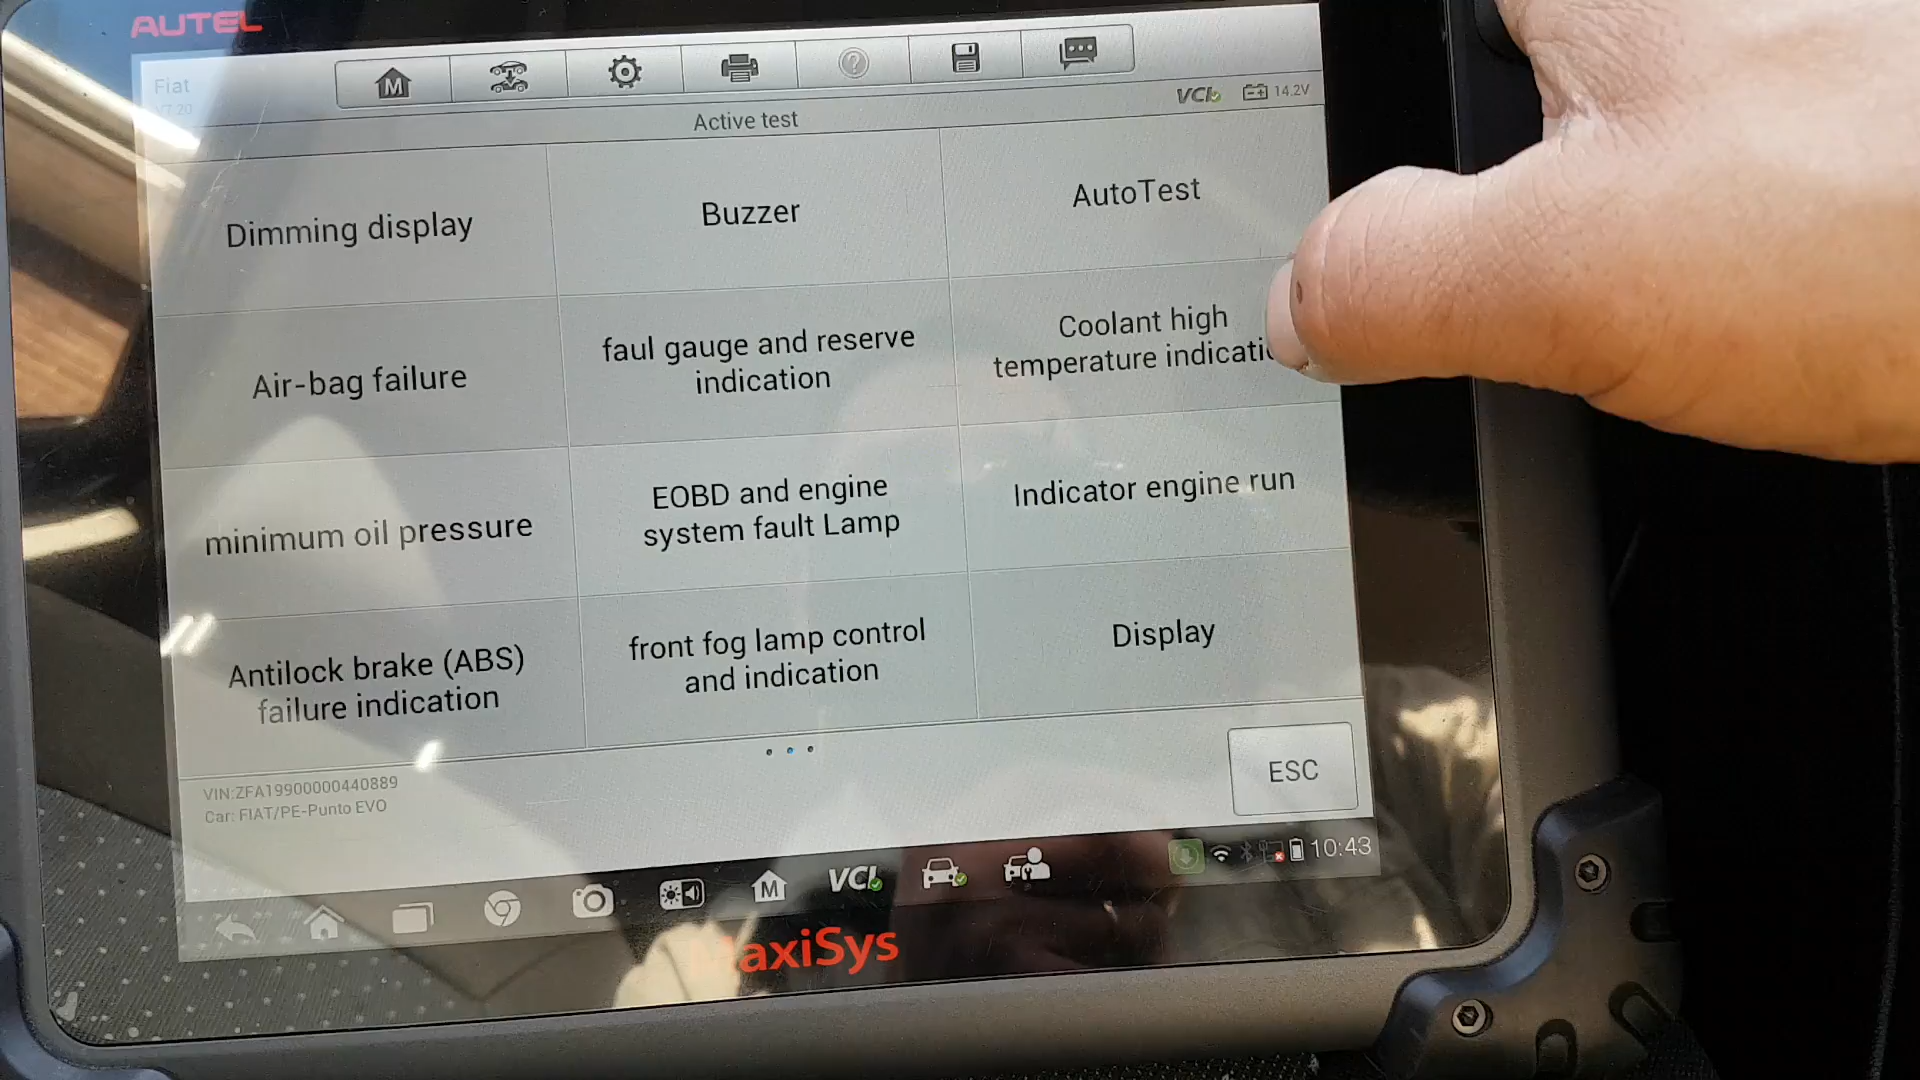 AUTEL
Fiat
V7.20
M
?
VCI
14.2V
Active test
Dimming display
Buzzer
AutoTest
Air-bag failure
faul gauge and reserve
indication
Coolant high
temperature indicati
minimum oil pressure
EOBD and engine
system fault Lamp
Indicator engine run
Antilock brake (ABS)
failure indication
front fog lamp control
and indication
Display
VIN:ZFA19900000440889
Car: FIAT/PE-Punto EVO
ESC
M
VCI
10:43
MaxiSys